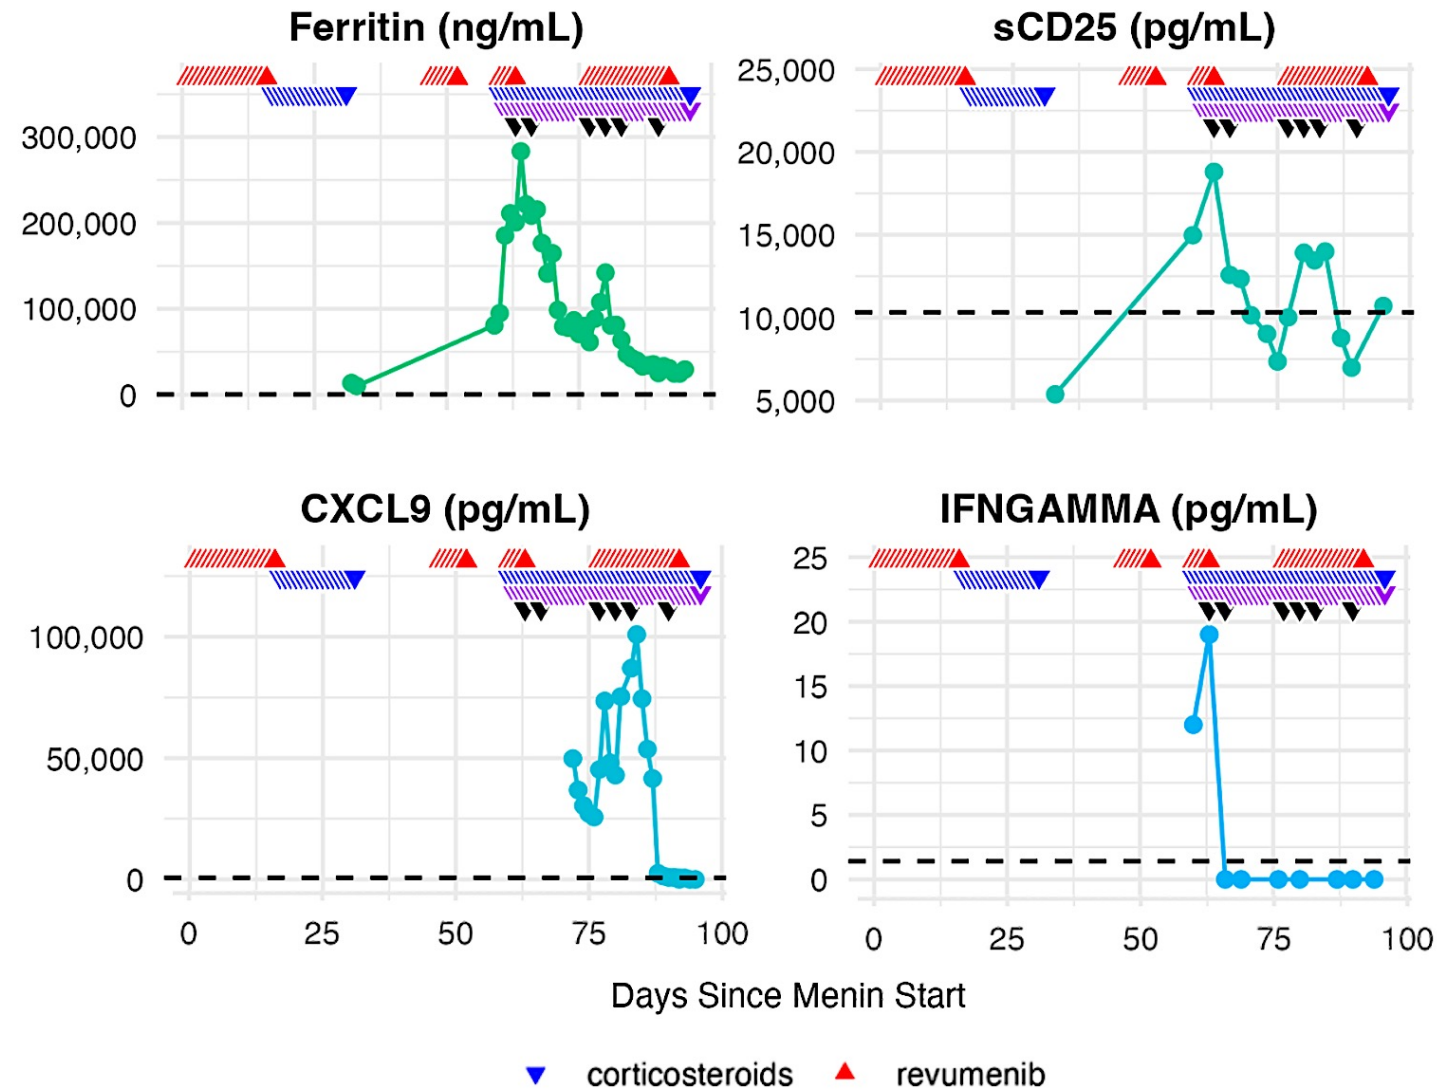 Ferritin (ng/mL)
300,000
200,000
100,000
0
sCD25 (pg/mL)
25,000
20,000
15,000
10,000
5,000
CXCL9 (pg/mL)
100,000
50,000
0
0 25 50 75 100
IFNGAMMA (pg/mL)
25
20
15
10
5
0
0 25 50 75 100
Days Since Menin Start
corticosteroids revumenib